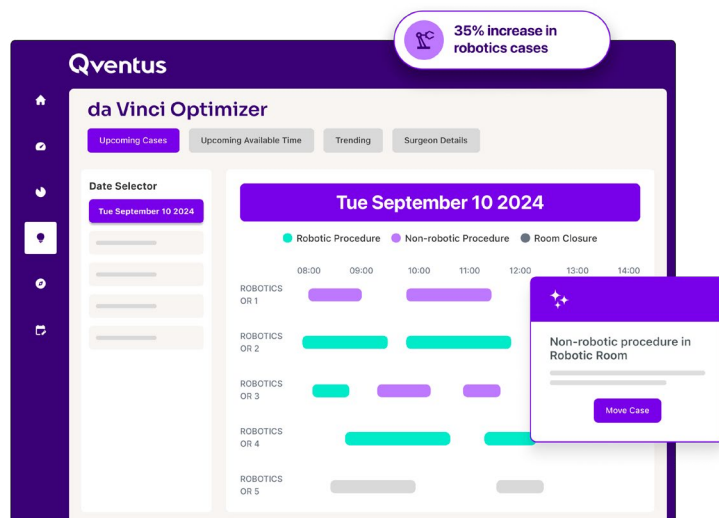 35% increase in
robotics cases
Qventus
da Vinci Optimizer
Upcoming Cases
Upcoming Available Time
Trending
Surgeon Details
Date Selector
Tue September 10 2024
Tue September 10 2024
Robotic Procedure
Non-robotic Procedure
Room Closure
08:00 09:00 10:00 11:00 12:00 13:00 14:00
ROBOTICS
OR 1
ROBOTICS
OR 2
ROBOTICS
OR 3
ROBOTICS
OR 4
ROBOTICS
OR 5
Non-robotic procedure in
Robotic Room
Move Case